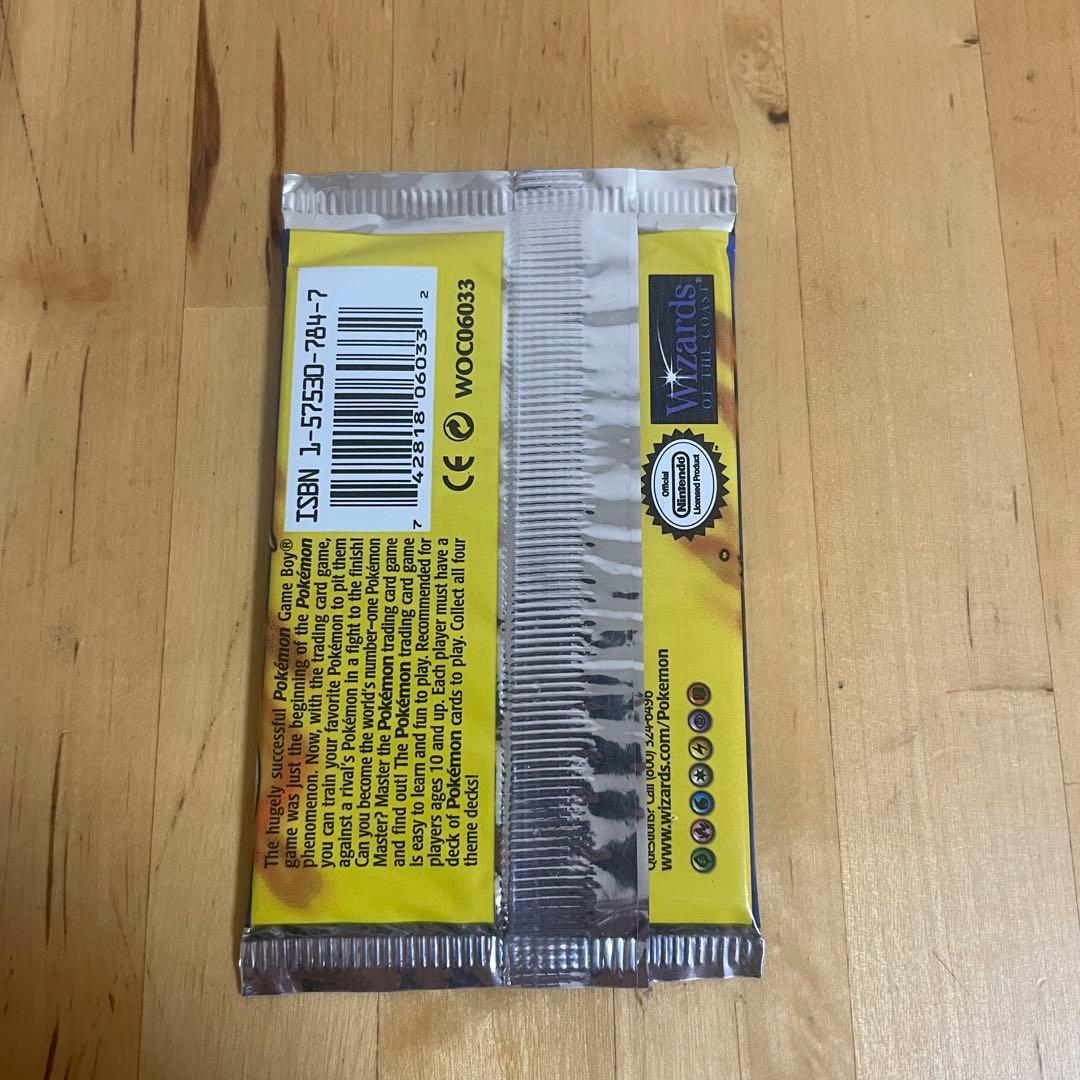 ISBN 1-57530-784-7
7 42818 06033 2
CE WOC06033
The hugely successful Pokémon Game Boy®
game was just the beginning of the Pokémon
phenomenon. Now, with the trading card game,
you can train your favorite Pokémon to pit them
against a rival's Pokémon in a fight to the finish!
Can you become the world's number-one Pokémon
Master? Master the Pokémon trading card game
and find out! The Pokémon trading card game
is easy to learn and fun to play. Recommended for
players ages 10 and up. Each player must have a
deck of Pokémon cards to play. Collect all four
theme decks!
Wizards®
OF THE COAST
Official
Nintendo
Licensed Product
™
Questions? Call (800) 324-6496
www.wizards.com/Pokemon